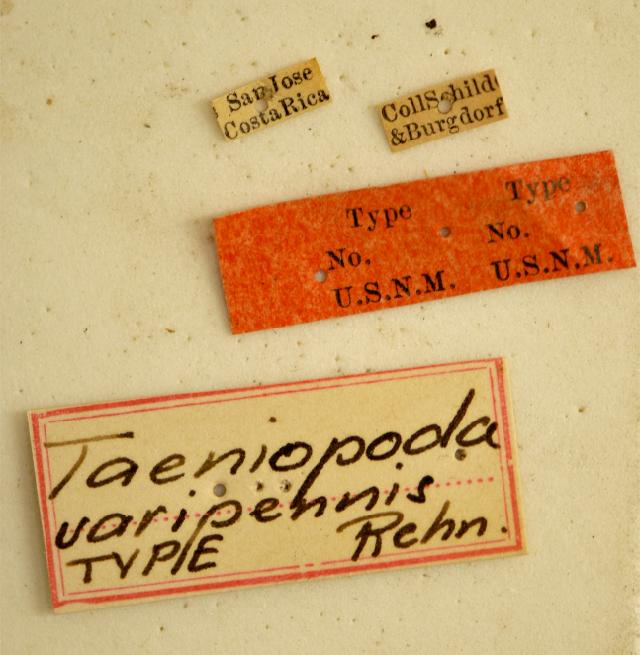 San Jose
Costa Rica
Coll Schild
&Burgdorf
Type
No.
U.S.N.M.
Type
No.
U.S.N.M.
Taeniopoda
varipennis
TYPE Rehn.